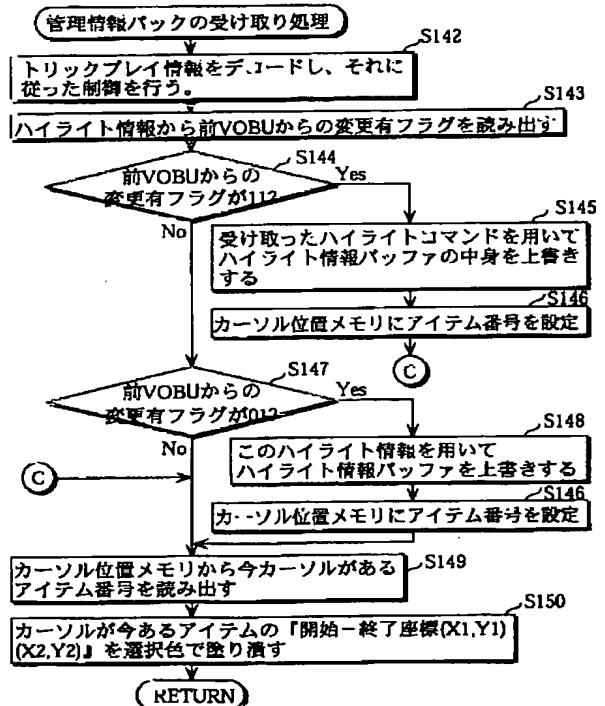 管理情報パックの受け取り処理
S142
トリックプレイ情報をデコードし、それに
従った制御を行う。
S143
ハイライト情報から前VOBUからの変更有フラグを読み出す
S144
前VOBUからの
変更有フラグが11?
Yes
No
S145
受け取ったハイライトコマンドを用いて
ハイライト情報バッファの中身を上書き
する
S146
カーソル位置メモリにアイテム番号を設定
C
S147
前VOBUからの
変更有フラグが01?
Yes
No
S148
このハイライト情報を用いて
ハイライト情報バッファを上書きする
C
S146
カーソル位置メモリにアイテム番号を設定
S149
カーソル位置メモリから今カーソルがある
アイテム番号を読み出す
S150
カーソルが今あるアイテムの『開始－終了座標(X1,Y1)
(X2,Y2)』を選択色で塗り潰す
RETURN